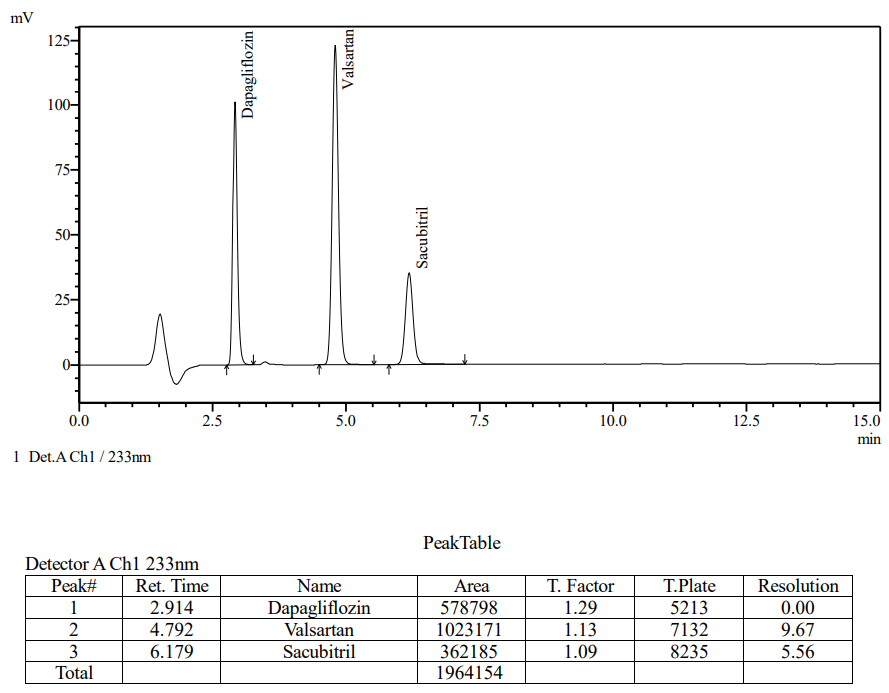 mV
125
100
75
50
25
0
Dapagliflozin
Valsartan
Sacubitril
0.0 2.5 5.0 7.5 10.0 12.5 15.0
min
1 Det.A Ch1 / 233nm
PeakTable
Detector A Ch1 233nm
Peak# Ret. Time Name Area T. Factor T.Plate Resolution
1 2.914 Dapagliflozin 578798 1.29 5213 0.00
2 4.792 Valsartan 1023171 1.13 7132 9.67
3 6.179 Sacubitril 362185 1.09 8235 5.56
Total 1964154